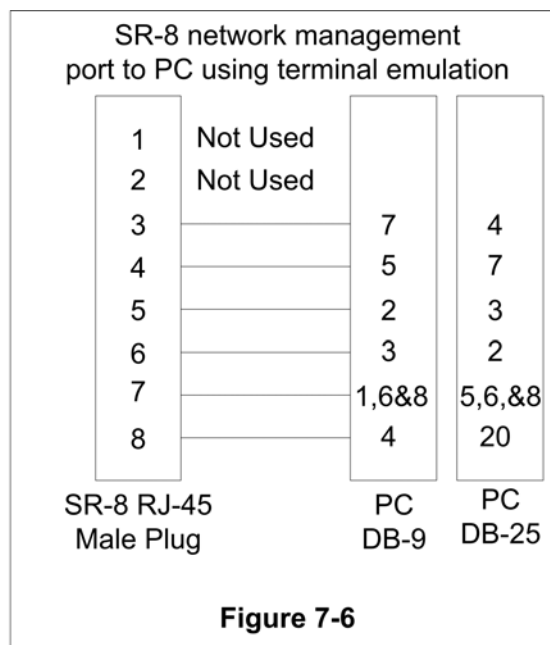 SR-8 network management
port to PC using terminal emulation
1 Not Used
2 Not Used
3 7 4
4 5 7
5 2 3
6 3 2
7 1,6&8 5,6,&8
8 4 20
SR-8 RJ-45
Male Plug
PC
DB-9
PC
DB-25
Figure 7-6